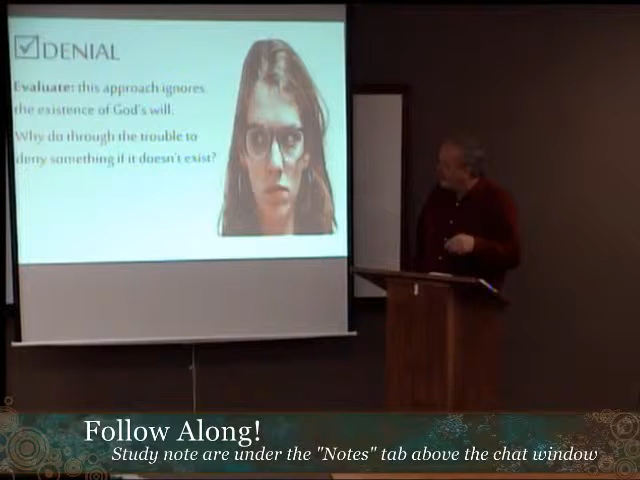 DENIAL
Evaluate: this approach ignores
the existence of God's will.
Why do through the trouble to
deny something if it doesn't exist?
Follow Along!
Study note are under the "Notes" tab above the chat window